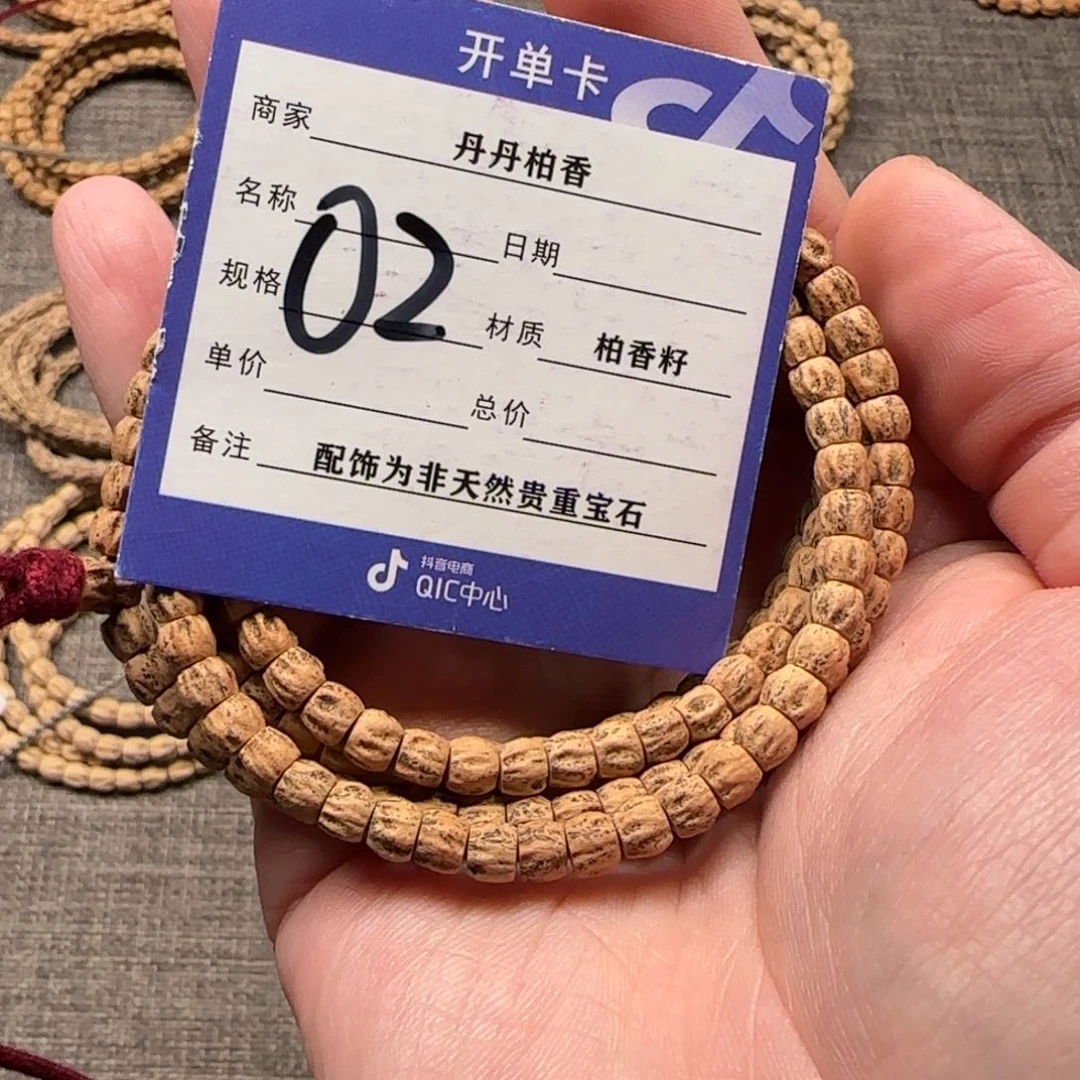 开单卡
商家 丹丹柏香
名称 02 日期
规格 材质 柏香籽
单价 总价
备注 配饰为非天然贵重宝石
抖音电商
QIC中心